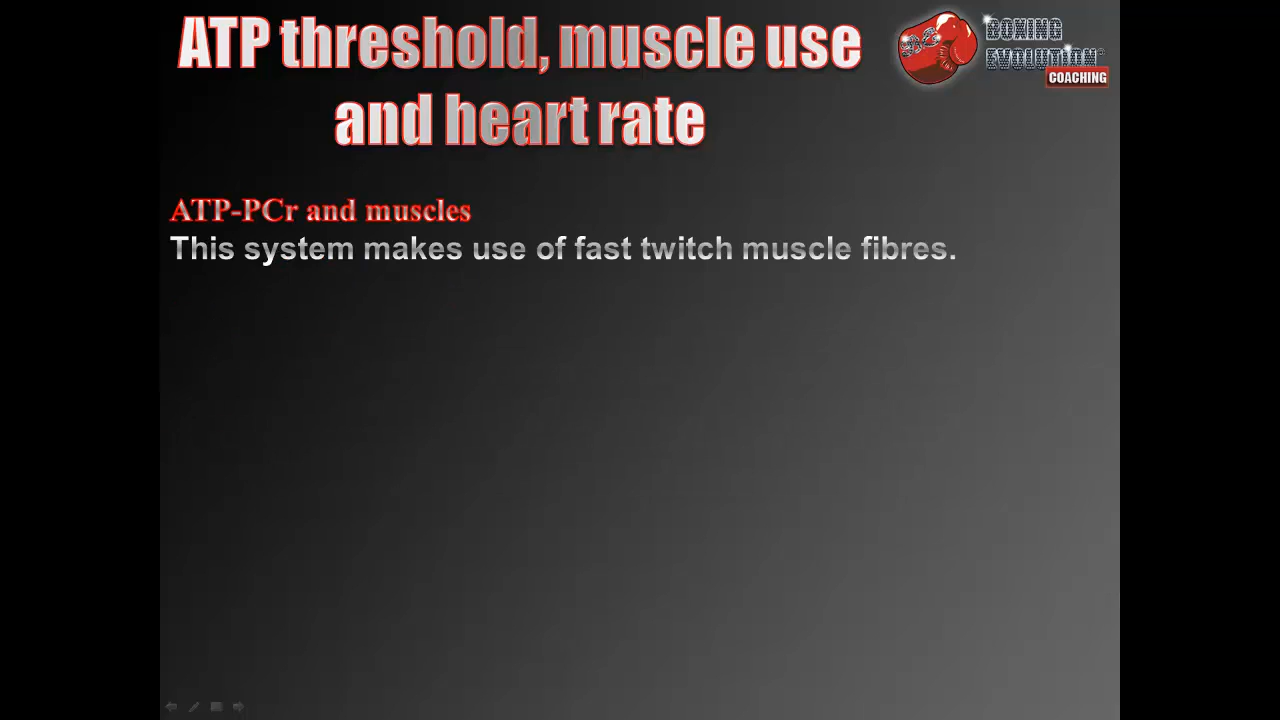 ATP threshold, muscle use
and heart rate
BOXING
EVOLUTION
COACHING
ATP-PCr and muscles
This system makes use of fast twitch muscle fibres.